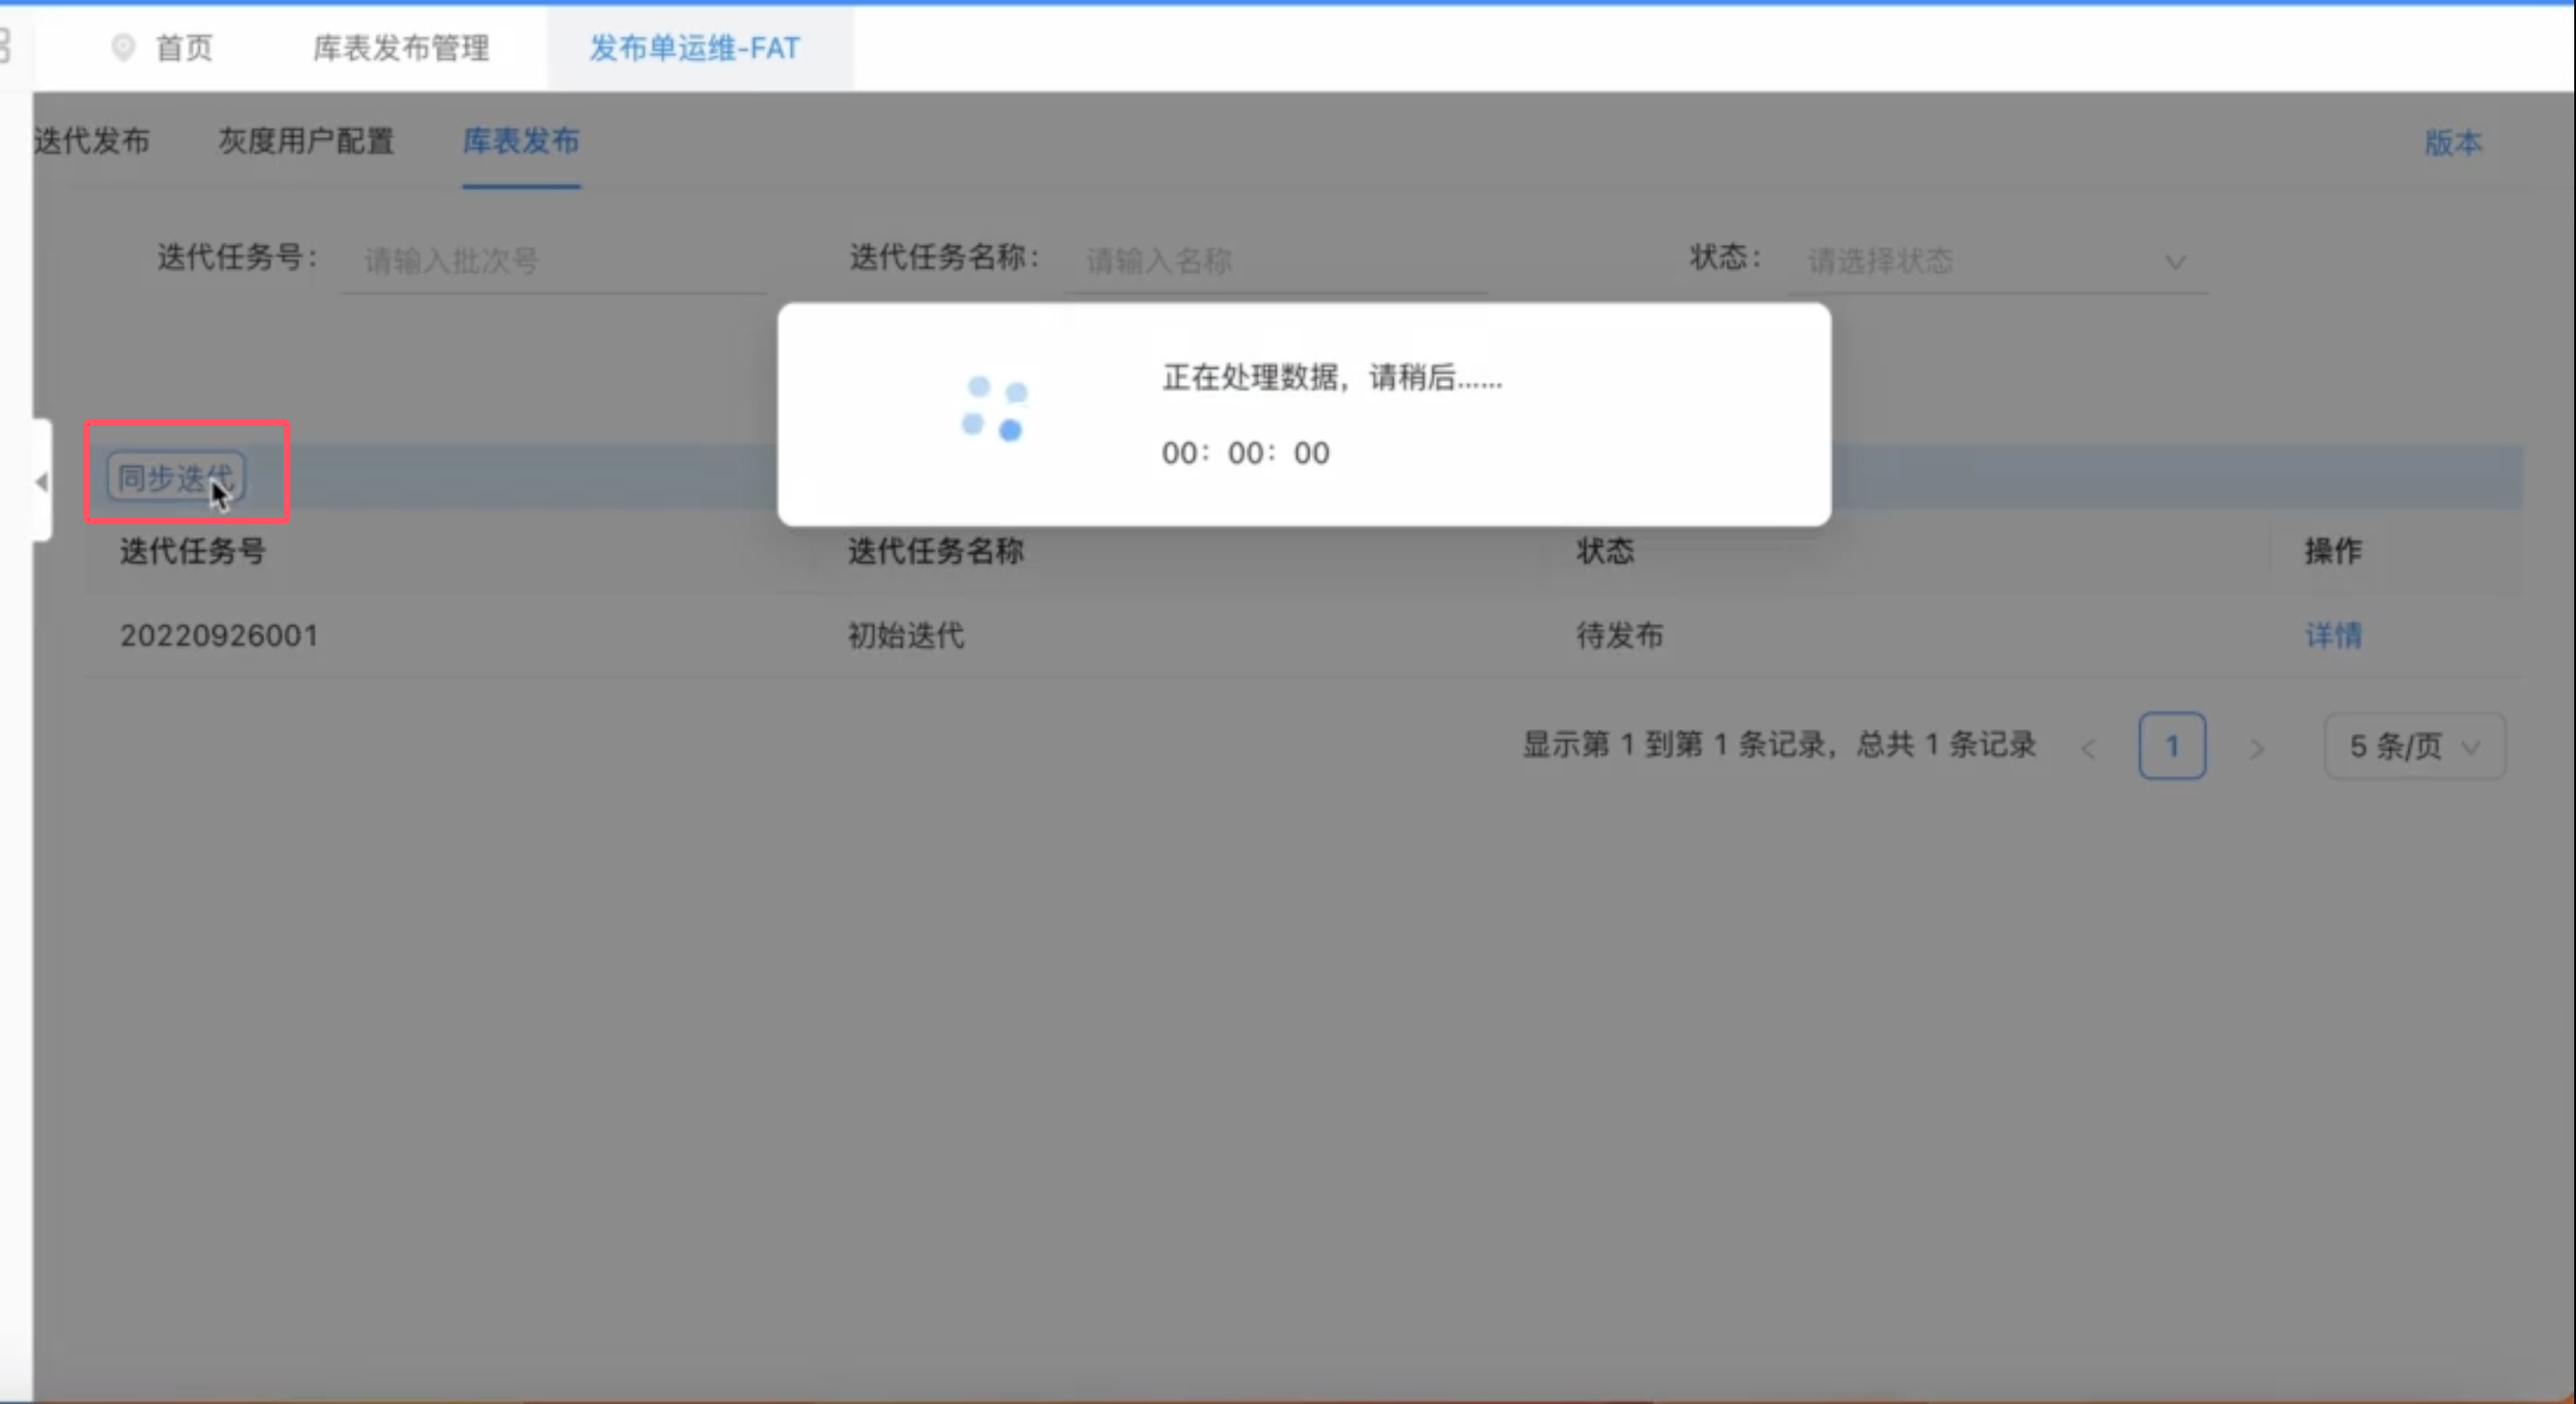 首页 库表发布管理 发布单运维-FAT
迭代发布 灰度用户配置 库表发布 版本
迭代任务号: 请输入批次号 迭代任务名称: 请输入名称 状态: 请选择状态
正在处理数据，请稍后......
00: 00: 00
同步迭代
迭代任务号 迭代任务名称 状态 操作
20220926001 初始迭代 待发布 详情
显示第 1 到第 1 条记录，总共 1 条记录 < 1 > 5 条/页